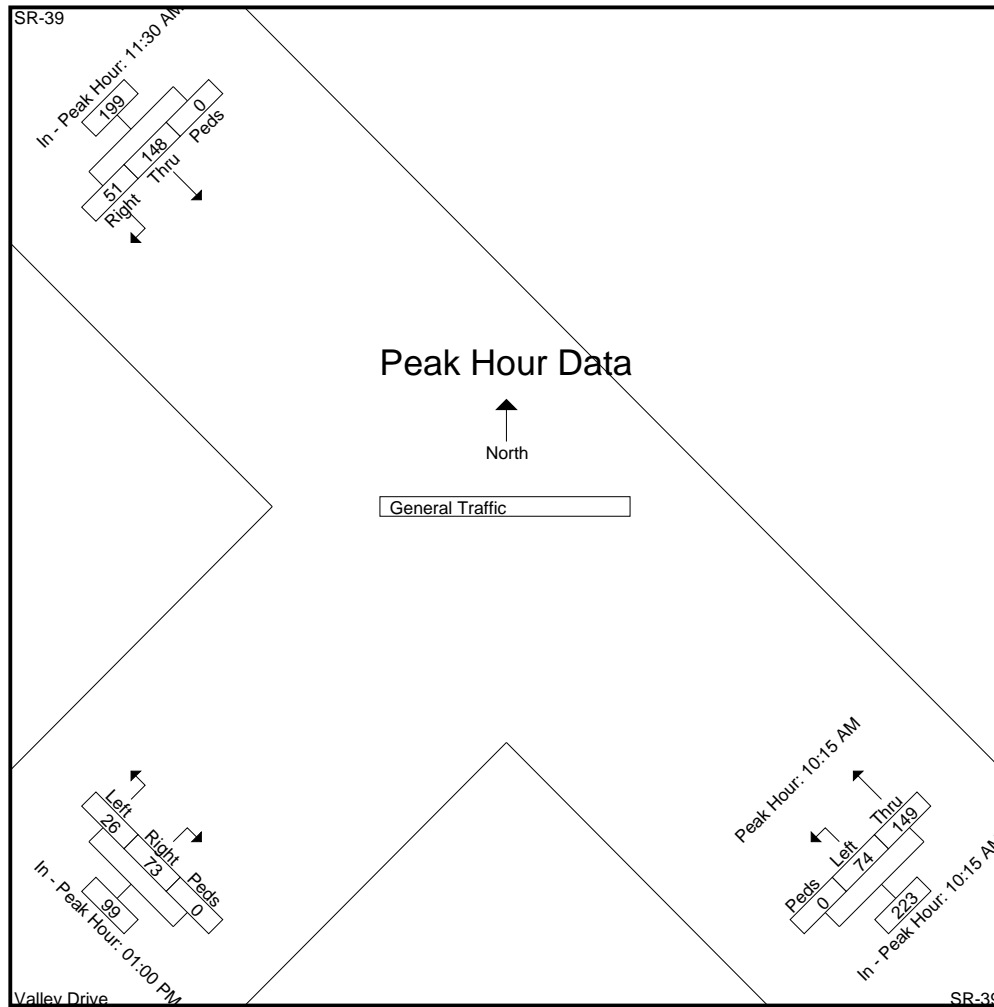 SR-39
In - Peak Hour: 11:30 AM
199
51 148 0
Right Thru Peds
Peak Hour Data
North
General Traffic
Left Right Peds
26 73 0
99
In - Peak Hour: 01:00 PM
Valley Drive
Peak Hour: 10:15 AM
Peds Left Thru
0 74 149
223
In - Peak Hour: 10:15 AM
SR-39